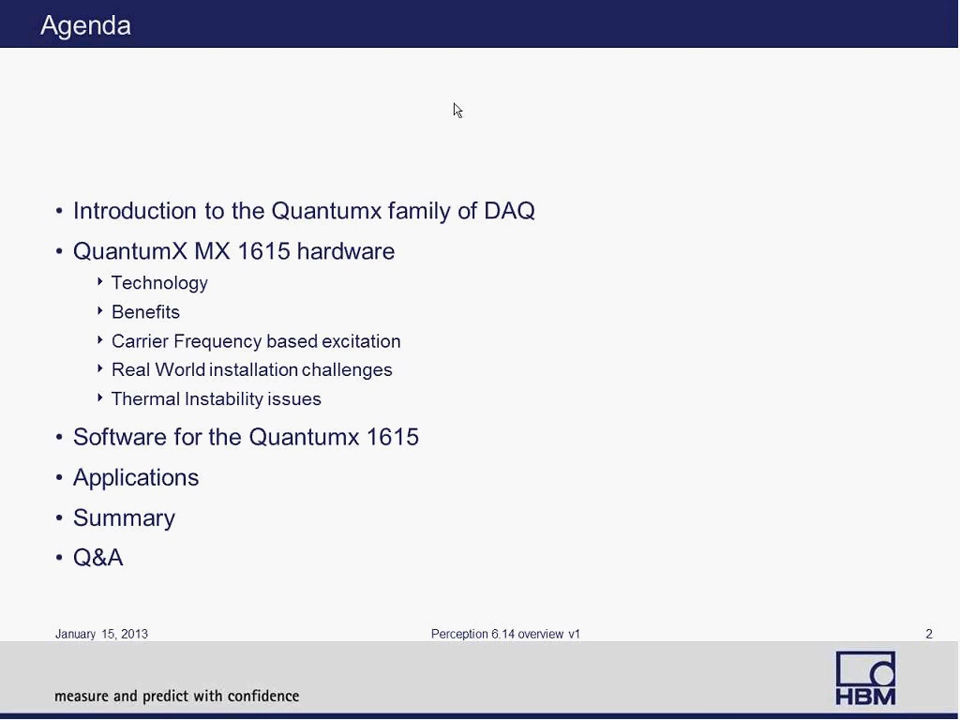 Agenda
• Introduction to the Quantumx family of DAQ
• QuantumX MX 1615 hardware
Technology
Benefits
Carrier Frequency based excitation
Real World installation challenges
Thermal Instability issues
• Software for the Quantumx 1615
• Applications
• Summary
• Q&A
January 15, 2013 Perception 6.14 overview v1 2
measure and predict with confidence
HBM